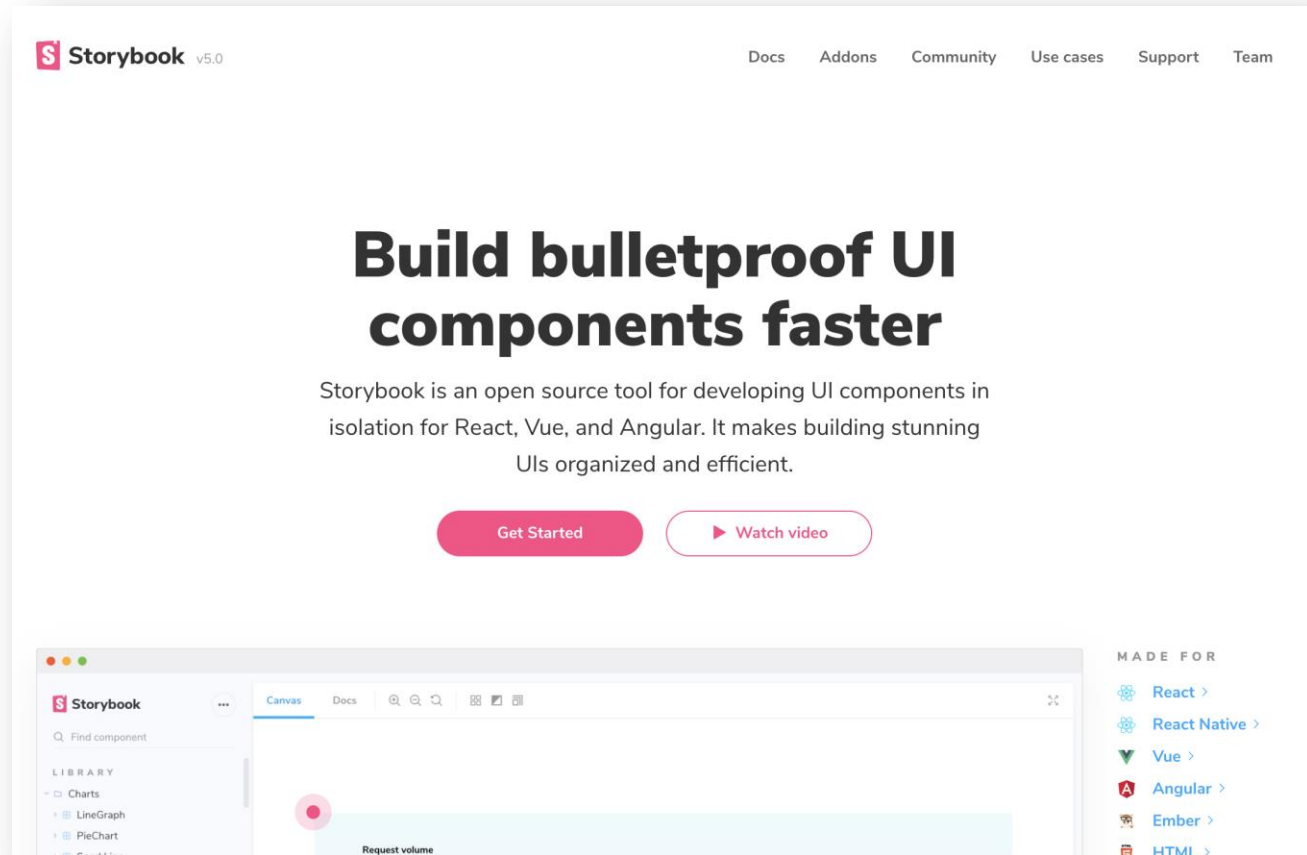 Storybook v5.0
Docs Addons Community Use cases Support Team
Build bulletproof UI
components faster
Storybook is an open source tool for developing UI components in
isolation for React, Vue, and Angular. It makes building stunning
UIs organized and efficient.
Get Started
Watch video
Storybook
Find component
LIBRARY
Charts
LineGraph
PieChart
Canvas Docs
Request volume
MADE FOR
React
React Native
Vue
Angular
Ember
HTML